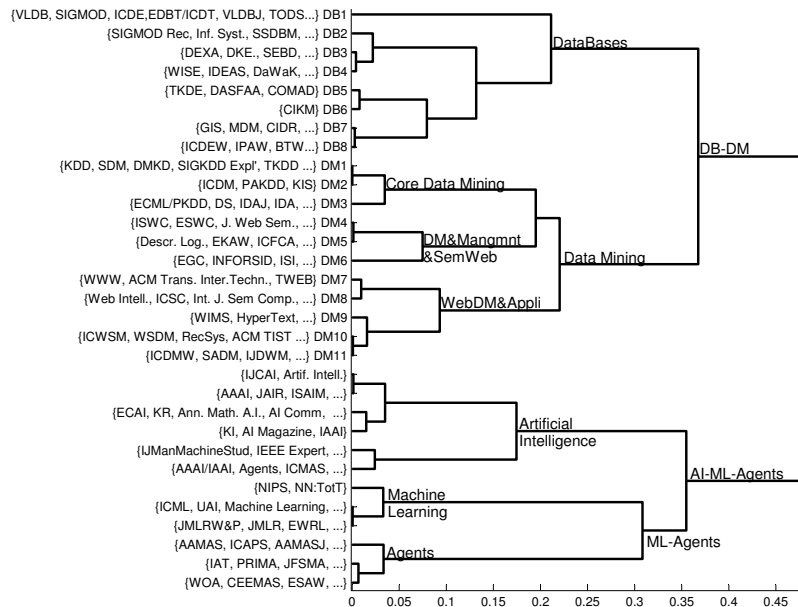 {VLDB, SIGMOD, ICDE,EDBT/ICDT, VLDBJ, TODS...} DB1
{SIGMOD Rec, Inf. Syst., SSDBM, ...} DB2
DataBases
{DEXA, DKE., SEBD, ...} DB3
{WISE, IDEAS, DaWaK, ...} DB4
{TKDE, DASFAA, COMAD} DB5
{CIKM} DB6
{GIS, MDM, CIDR, ...} DB7
{ICDEW, IPAW, BTW...} DB8
DB-DM
{KDD, SDM, DMKD, SIGKDD Expl', TKDD ...} DM1
{ICDM, PAKDD, KIS} DM2
Core Data Mining
{ECML/PKDD, DS, IDAJ, IDA, ...} DM3
{ISWC, ESWC, J. Web Sem., ...} DM4
{Descr. Log., EKAW, ICFCA, ...} DM5
DM&Mangmnt
&SemWeb
{EGC, INFORSID, ISI, ...} DM6
Data Mining
{WWW, ACM Trans. Inter.Techn., TWEB} DM7
{Web Intell., ICSC, Int. J. Sem Comp., ...} DM8
WebDM&Appli
{WIMS, HyperText, ...} DM9
{ICWSM, WSDM, RecSys, ACM TIST ...} DM10
{ICDMW, SADM, IJDWM, ...} DM11
{IJCAI, Artif. Intell.}
{AAAI, JAIR, ISAIM, ...}
{ECAI, KR, Ann. Math. A.I., AI Comm, ...}
{KI, AI Magazine, IAAI}
Artificial
Intelligence
{IJManMachineStud, IEEE Expert, ...}
{AAAI/IAAI, Agents, ICMAS, ...}
AI-ML-Agents
{NIPS, NN:TotT}
Machine
Learning
{ICML, UAI, Machine Learning, ...}
{JMLRW&P, JMLR, EWRL, ...}
ML-Agents
{AAMAS, ICAPS, AAMASJ, ...}
Agents
{IAT, PRIMA, JFSMA, ...}
{WOA, CEEMAS, ESAW, ...}
0 0.05 0.1 0.15 0.2 0.25 0.3 0.35 0.4 0.45